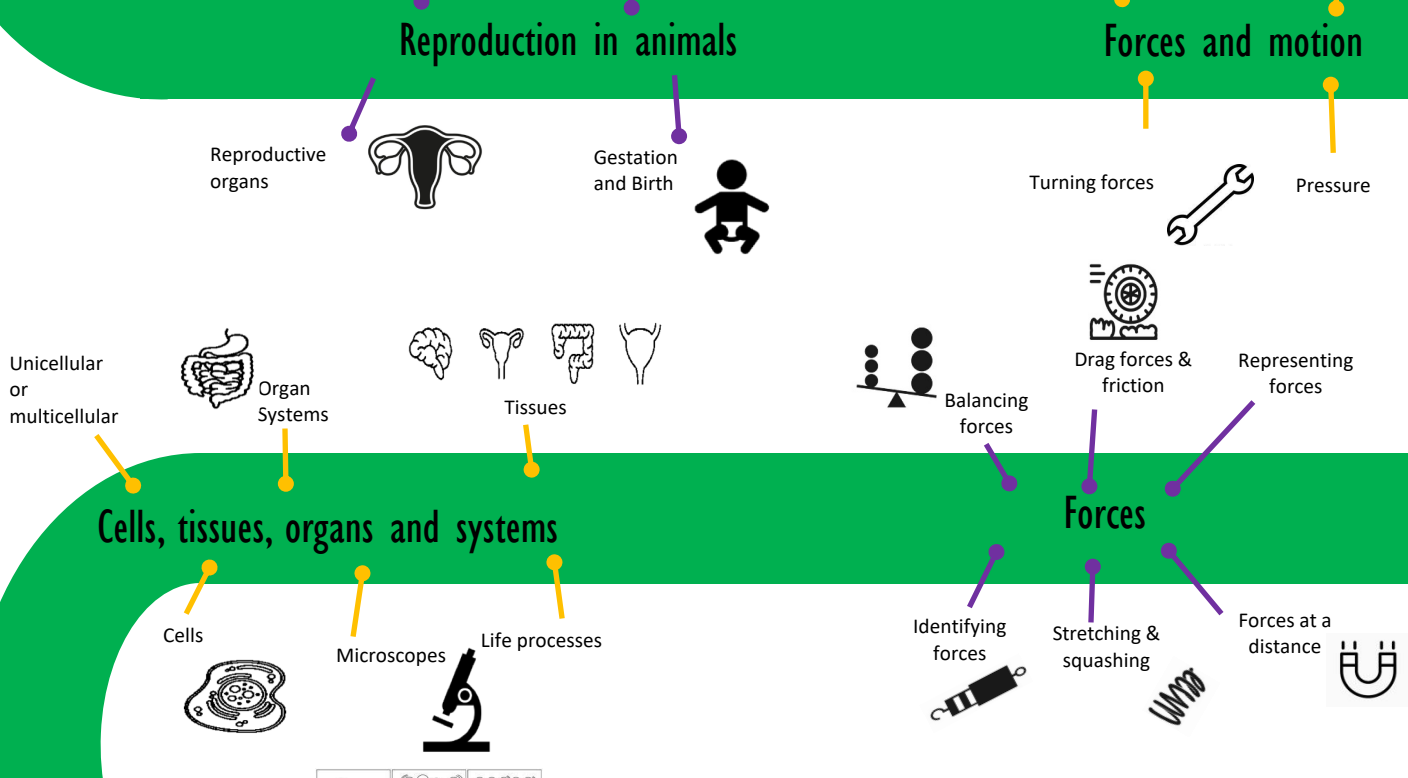 Reproduction in animals
Forces and motion
Reproductive
organs
Gestation
and Birth
Turning forces
Pressure
Unicellular
or
multicellular
Organ
Systems
Tissues
Balancing
forces
Drag forces &
friction
Representing
forces
Cells, tissues, organs and systems
Forces
Cells
Microscopes
Life processes
Identifying
forces
Stretching &
squashing
Forces at a
distance